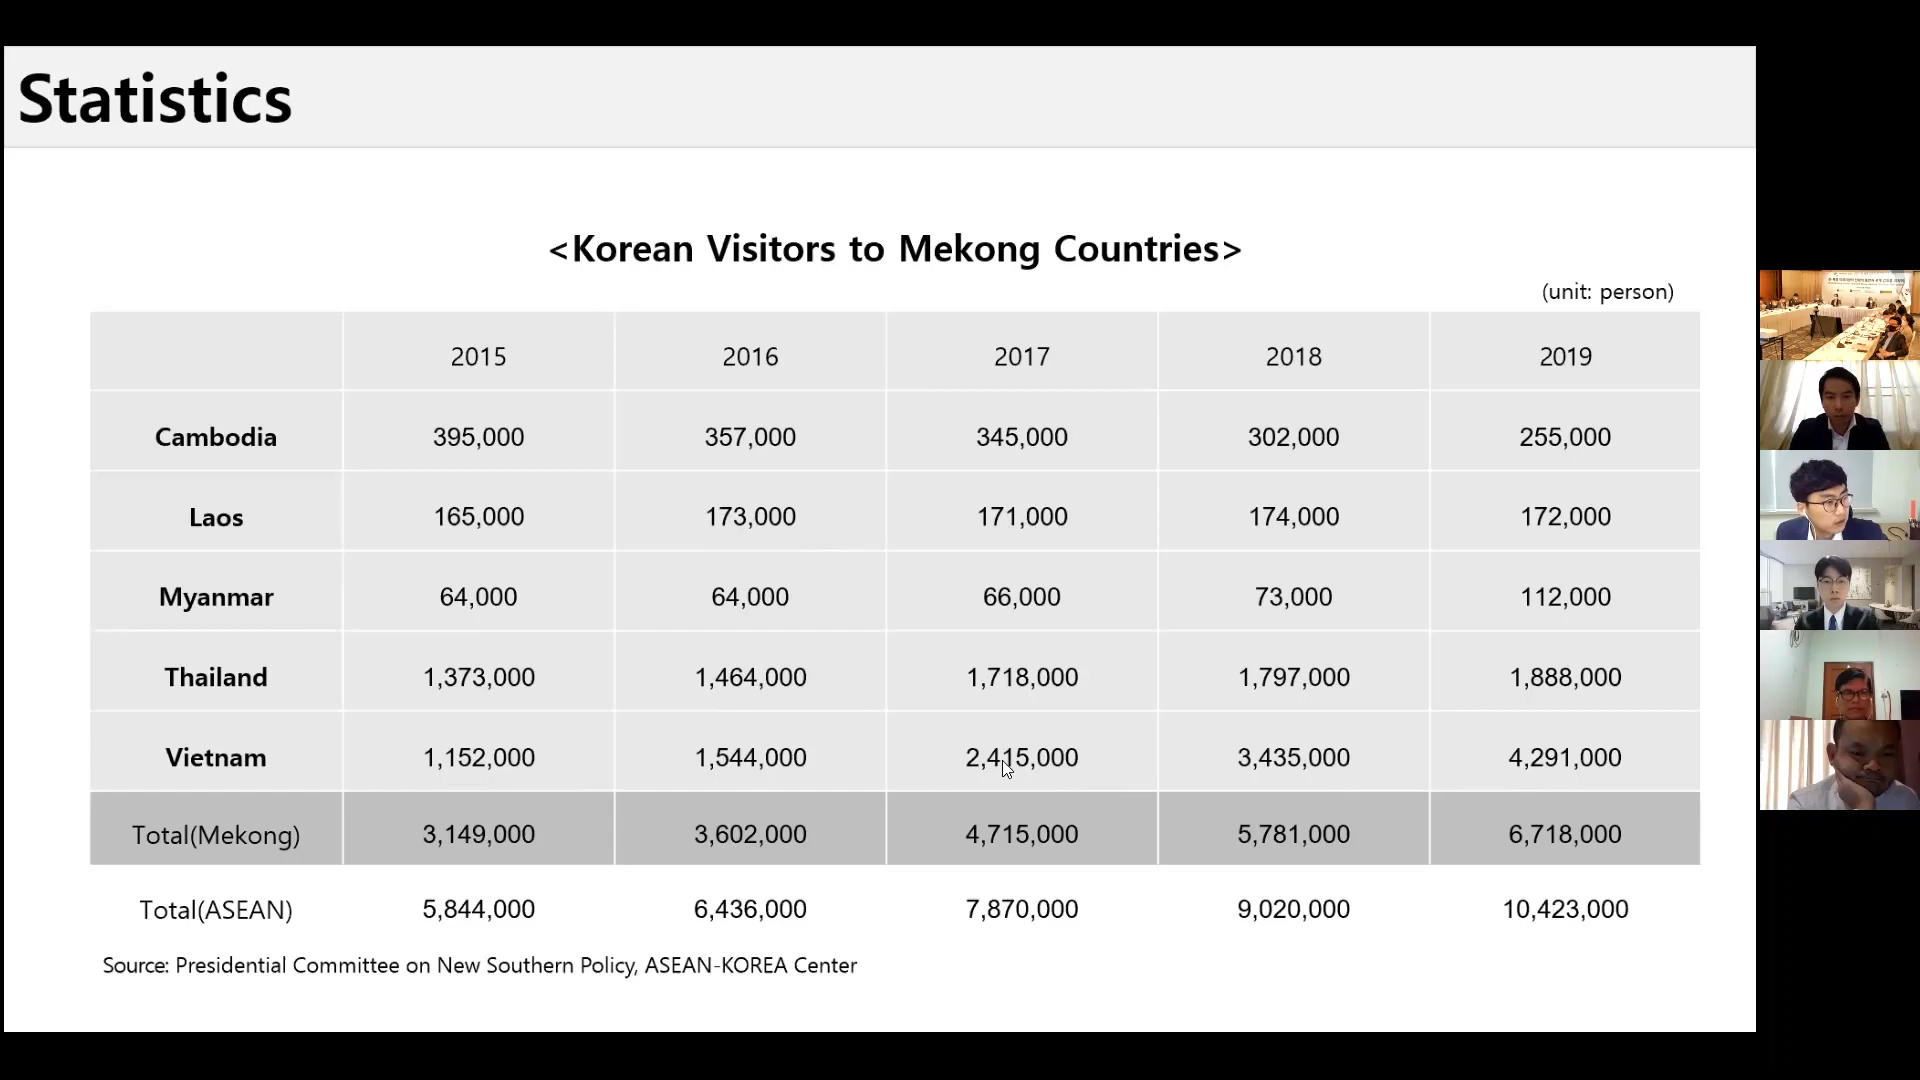 Statistics
<Korean Visitors to Mekong Countries>
(unit: person)
2015 2016 2017 2018 2019
Cambodia 395,000 357,000 345,000 302,000 255,000
Laos 165,000 173,000 171,000 174,000 172,000
Myanmar 64,000 64,000 66,000 73,000 112,000
Thailand 1,373,000 1,464,000 1,718,000 1,797,000 1,888,000
Vietnam 1,152,000 1,544,000 2,415,000 3,435,000 4,291,000
Total(Mekong) 3,149,000 3,602,000 4,715,000 5,781,000 6,718,000
Total(ASEAN) 5,844,000 6,436,000 7,870,000 9,020,000 10,423,000
Source: Presidential Committee on New Southern Policy, ASEAN-KOREA Center